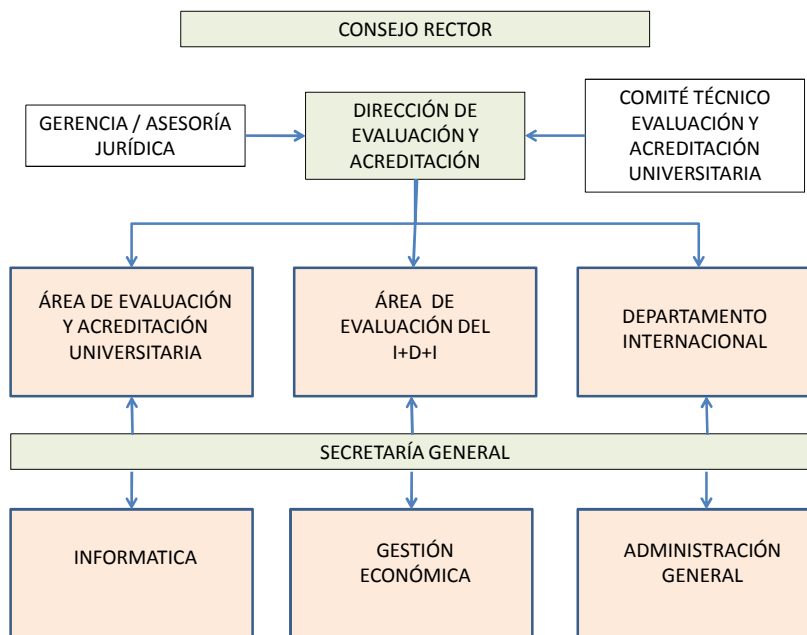 CONSEJO RECTOR
GERENCIA / ASESORÍA
JURÍDICA
DIRECCIÓN DE
EVALUACIÓN Y
ACREDITACIÓN
COMITÉ TÉCNICO
EVALUACIÓN Y
ACREDITACIÓN
UNIVERSITARIA
ÁREA DE EVALUACIÓN
Y ACREDITACIÓN
UNIVERSITARIA
ÁREA DE
EVALUACIÓN DEL
I+D+I
DEPARTAMENTO
INTERNACIONAL
SECRETARÍA GENERAL
INFORMATICA
GESTIÓN
ECONÓMICA
ADMINISTRACIÓN
GENERAL